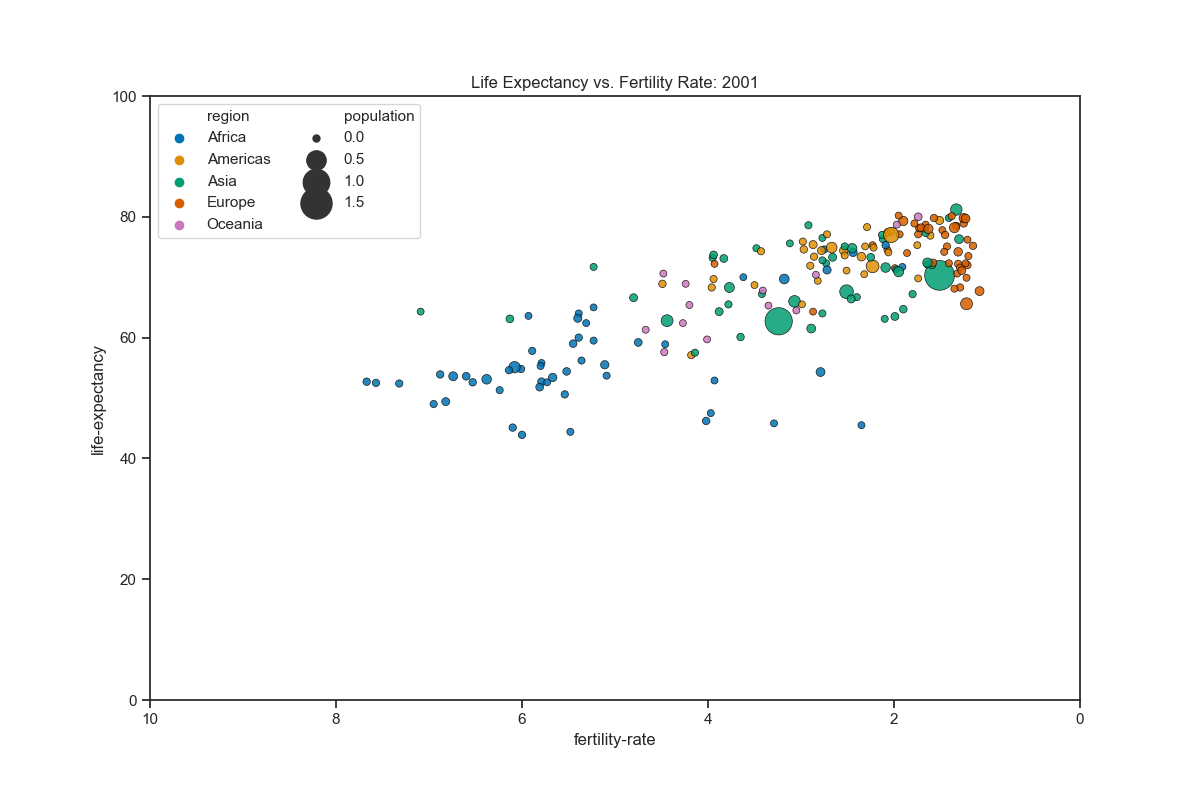 Life Expectancy vs. Fertility Rate: 2001
100
80
60
40
20
0
life-expectancy
region
Africa
Americas
Asia
Europe
Oceania
population
0.0
0.5
1.0
1.5
10
8
6
4
2
0
fertility-rate